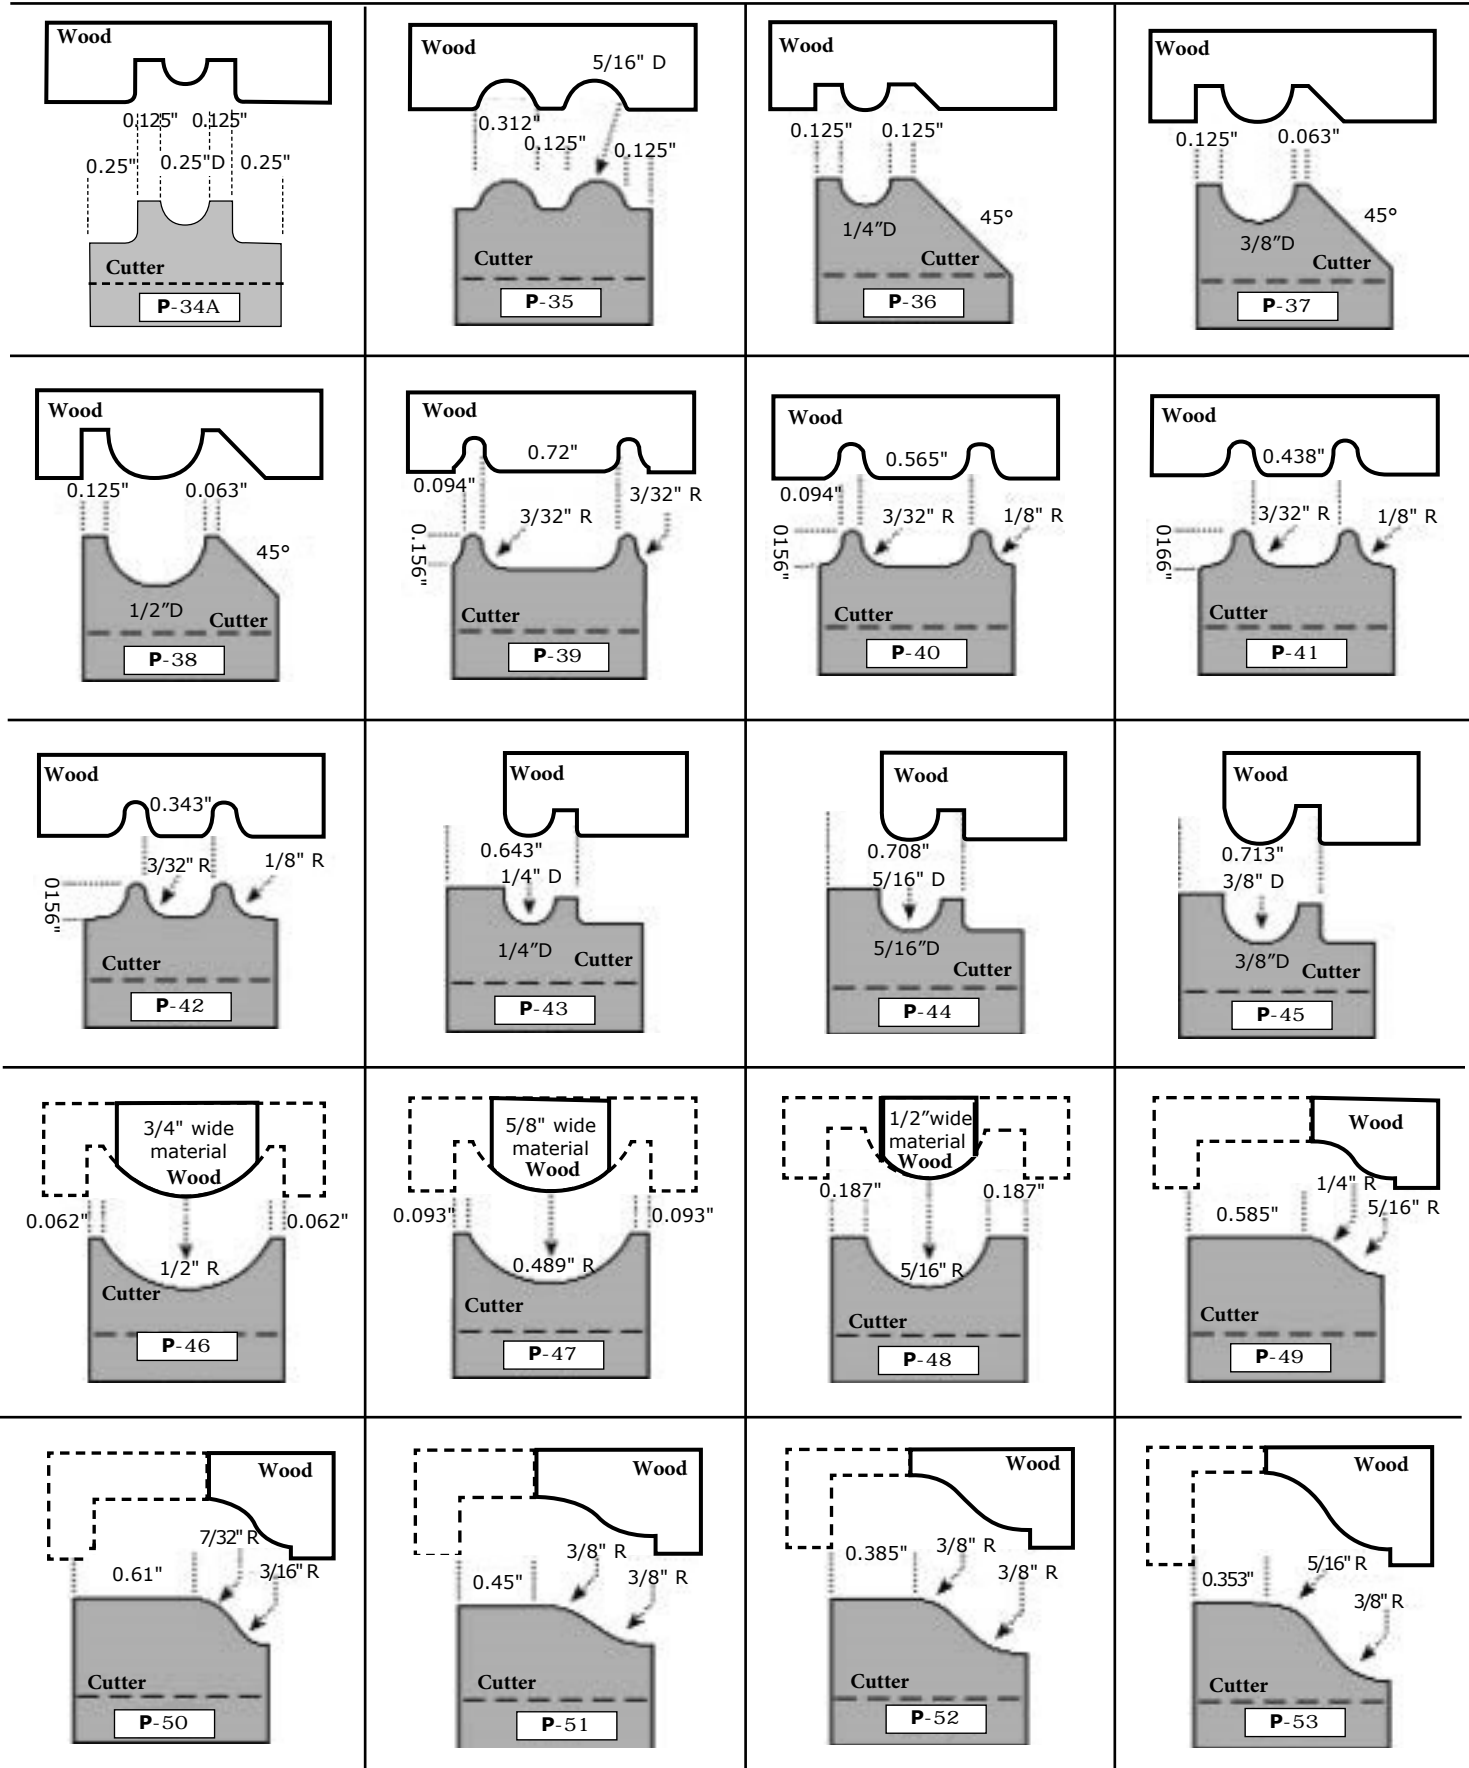 Wood
0.125" 0.125"
0.25" 0.25"D 0.25"
Cutter
P-34A
Wood
5/16" D
0.312"
0.125"
0.125"
Cutter
P-35
Wood
0.125" 0.125"
45°
1/4"D
Cutter
P-36
Wood
0.125" 0.063"
45°
3/8"D
Cutter
P-37
Wood
0.125" 0.063"
45°
1/2"D
Cutter
P-38
Wood
0.72"
0.094"
3/32" R
3/32" R
0.156"
Cutter
P-39
Wood
0.565"
0.094"
3/32" R 1/8" R
0156"
Cutter
P-40
Wood
0.438"
3/32" R 1/8" R
0166"
Cutter
P-41
Wood
0.343"
3/32" R 1/8" R
0156"
Cutter
P-42
Wood
0.643"
1/4" D
1/4"D
Cutter
P-43
Wood
0.708"
5/16" D
5/16"D
Cutter
P-44
Wood
0.713"
3/8" D
3/8"D
Cutter
P-45
3/4" wide
material
Wood
0.062" 0.062"
1/2" R
Cutter
P-46
5/8" wide
material
Wood
0.093" 0.093"
0.489" R
Cutter
P-47
1/2"wide
material
Wood
0.187" 0.187"
5/16" R
Cutter
P-48
Wood
1/4" R
0.585"
5/16" R
Cutter
P-49
Wood
7/32" R
0.61"
3/16" R
Cutter
P-50
Wood
3/8" R
0.45"
3/8" R
Cutter
P-51
Wood
0.385"
3/8" R
3/8" R
Cutter
P-52
Wood
5/16" R
0.353"
3/8" R
Cutter
P-53